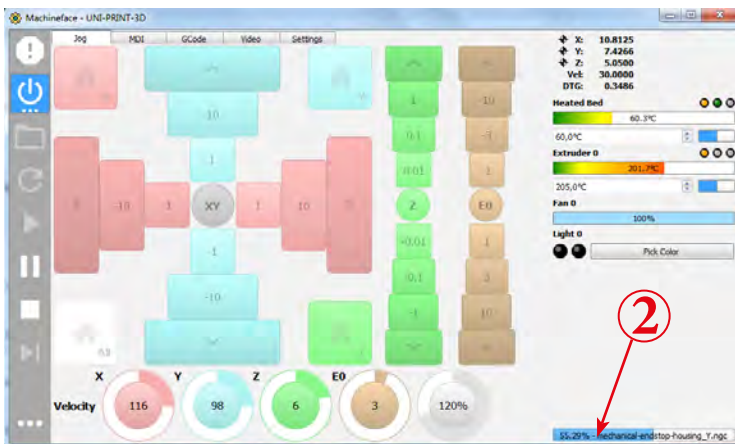 Machineface - UNI-PRINT-3D
Jog MDI GCode Video Settings
X: 10.8125
Y: 7.4266
Z: 5.0500
Vel: 30.0000
DTG: 0.3486
Heated Bed
60.3°C
60,0°C
Extruder 0
201.7°C
205,0°C
Fan 0
100%
Light 0
Pick Color
10
1
-10 -1 XY 1 10
-1
-10
1
0.1
0.01
Z
-0.01
-0.1
-1
-10
-3
1
E0
1
3
10
X Y Z E0
Velocity 116 98 6 3 120%
2
55.29% - mechanical-endstop-housing_Y.ngc